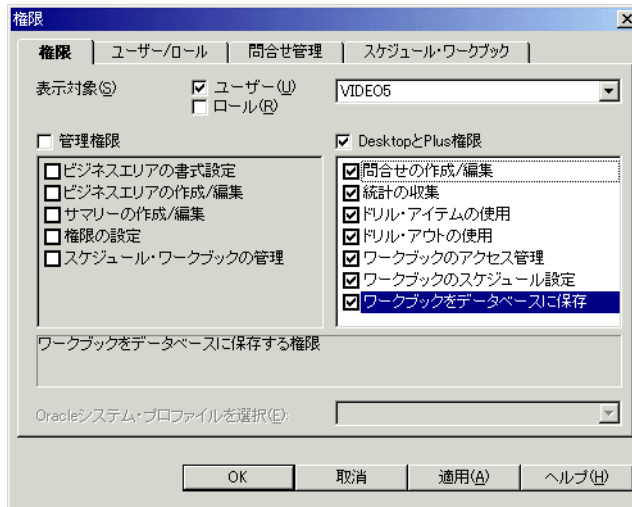 権限
権限 ユーザー/ロール 問合せ管理 スケジュール・ワークブック
表示対象(S) ユーザー(U) VIDEO5
ロール(R)
管理権限 DesktopとPlus権限
ビジネスエリアの書式設定
ビジネスエリアの作成/編集
サマリーの作成/編集
権限の設定
スケジュール・ワークブックの管理
問合せの作成/編集
統計の収集
ドリル・アイテムの使用
ドリル・アウトの使用
ワークブックのアクセス管理
ワークブックのスケジュール設定
ワークブックをデータベースに保存
ワークブックをデータベースに保存する権限
Oracleシステム・プロファイルを選択(E):
OK 取消 適用(A) ヘルプ(H)